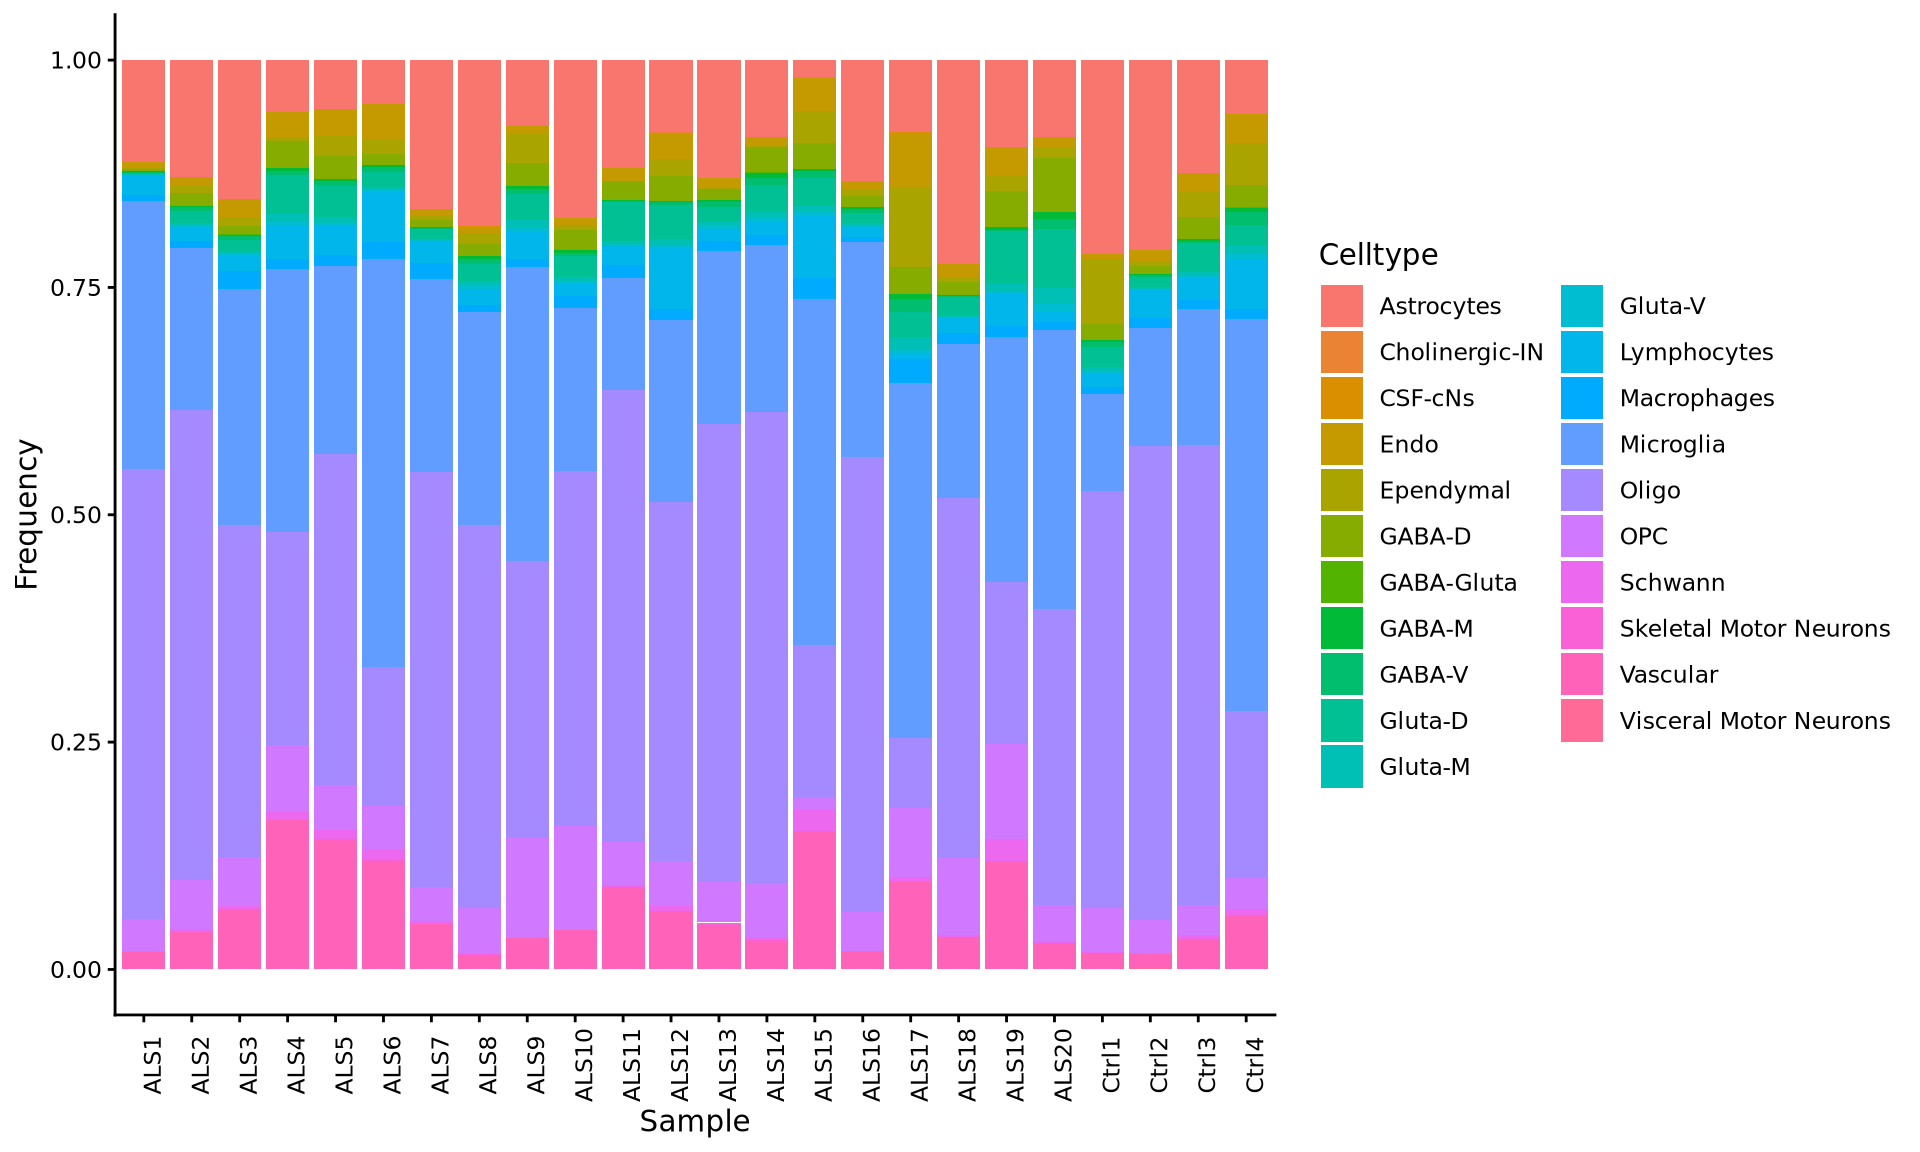 1.00
0.75
0.50
0.25
0.00
Frequency
ALS1
ALS2
ALS3
ALS4
ALS5
ALS6
ALS7
ALS8
ALS9
ALS10
ALS11
ALS12
ALS13
ALS14
ALS15
ALS16
ALS17
ALS18
ALS19
ALS20
Ctrl1
Ctrl2
Ctrl3
Ctrl4
Sample
Celltype
Astrocytes
Cholinergic-IN
CSF-cNs
Endo
Ependymal
GABA-D
GABA-Gluta
GABA-M
GABA-V
Gluta-D
Gluta-M
Gluta-V
Lymphocytes
Macrophages
Microglia
Oligo
OPC
Schwann
Skeletal Motor Neurons
Vascular
Visceral Motor Neurons